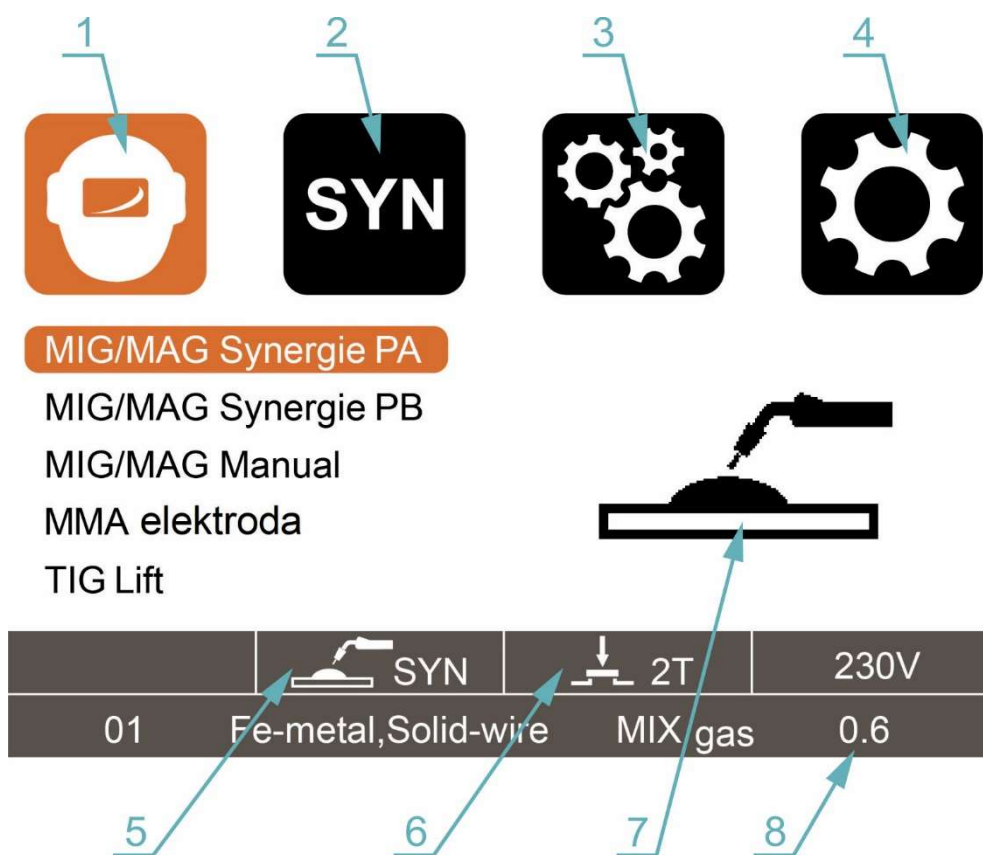 1 2 3 4
SYN
MIG/MAG Synergie PA
MIG/MAG Synergie PB
MIG/MAG Manual
MMA elektroda
TIG Lift
SYN 2T 230V
01 Fe-metal,Solid-wire MIX gas 0.6
5 6 7 8